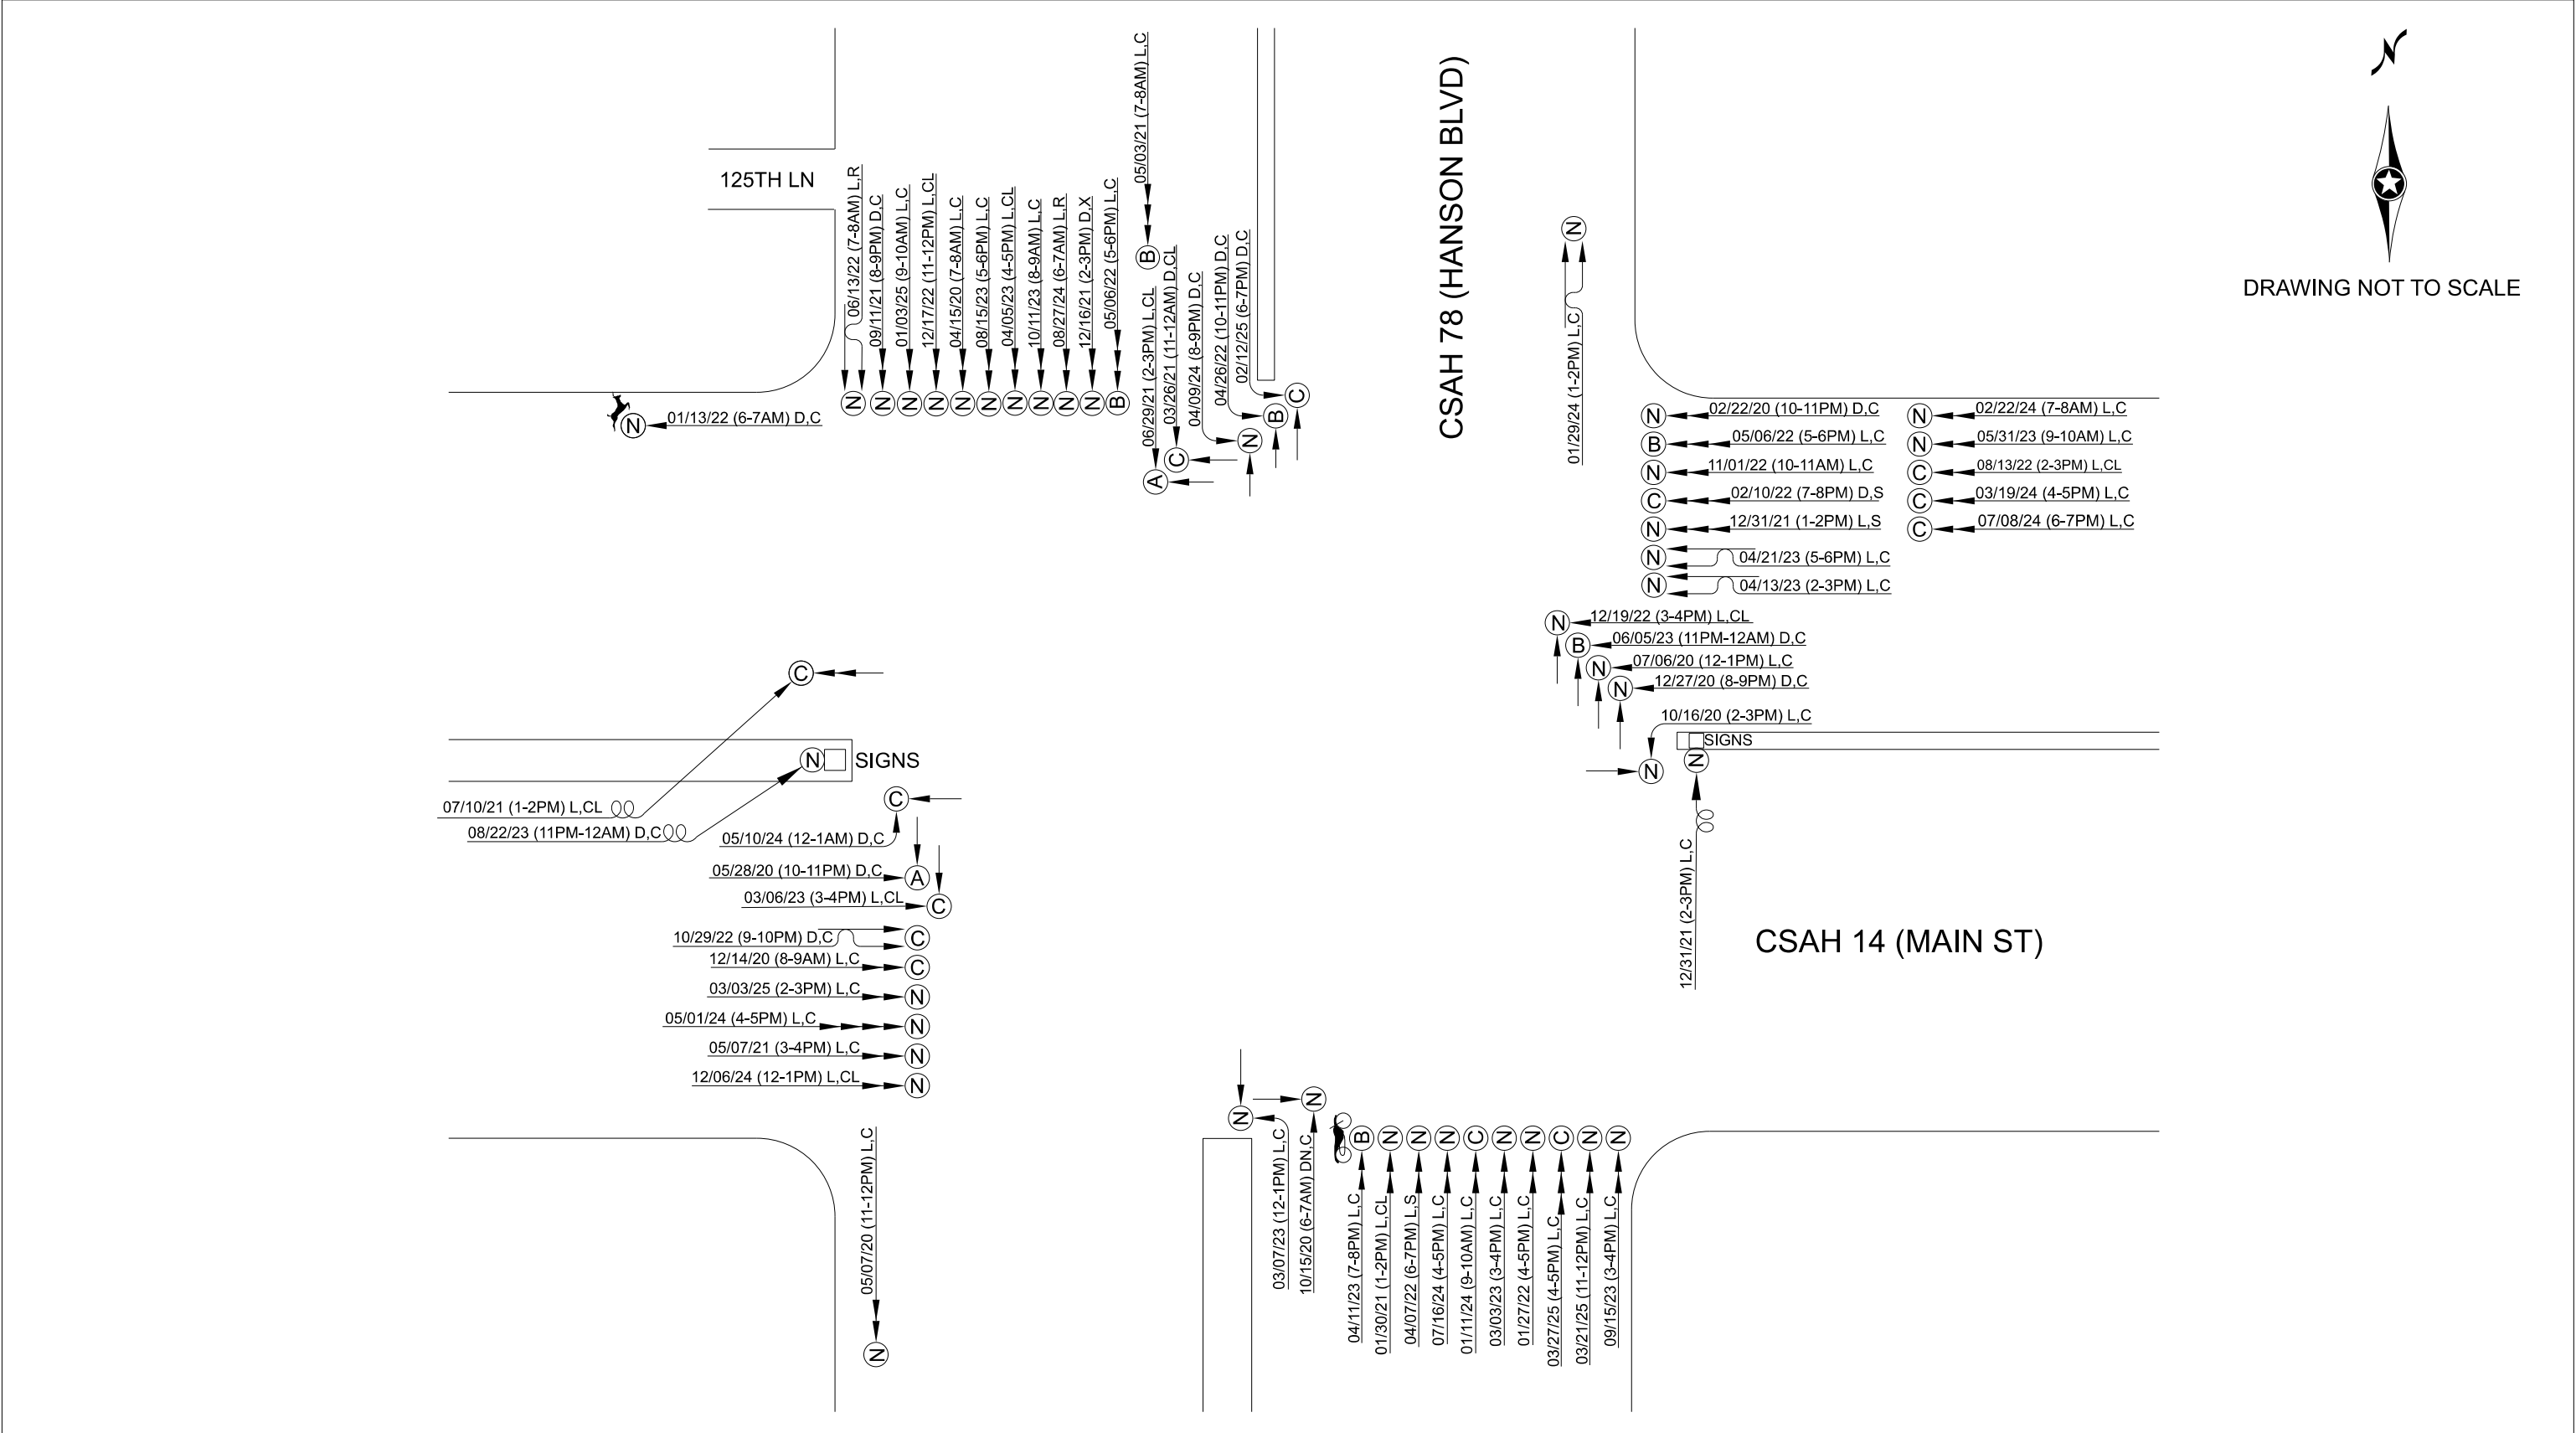 N
DRAWING NOT TO SCALE
CSAH 78 (HANSON BLVD)
CSAH 14 (MAIN ST)
125TH LN
06/13/22 (7-8AM) L,R
N
09/11/21 (8-9PM) D,C
N
01/03/25 (9-10AM) L,C
N
12/17/22 (11-12PM) L,CL
N
04/15/20 (7-8AM) L,C
N
08/15/23 (5-6PM) L,C
N
04/05/23 (4-5PM) L,CL
N
10/11/23 (8-9AM) L,C
N
08/27/24 (6-7AM) L,R
N
12/16/21 (2-3PM) D,X
N
05/06/22 (5-6PM) L,C
B
05/03/21 (7-8AM) L,C
B
06/29/21 (2-3PM) L,CL
A
03/26/21 (11-12AM) D,CL
C
04/09/24 (8-9PM) D,C
N
04/26/22 (10-11PM) D,C
B
02/12/25 (6-7PM) D,C
C
N 01/13/22 (6-7AM) D,C
01/29/24 (1-2PM) L,C
N
N 02/22/20 (10-11PM) D,C
B 05/06/22 (5-6PM) L,C
N 11/01/22 (10-11AM) L,C
C 02/10/22 (7-8PM) D,S
N 12/31/21 (1-2PM) L,S
N 04/21/23 (5-6PM) L,C
N 04/13/23 (2-3PM) L,C
N 02/22/24 (7-8AM) L,C
N 05/31/23 (9-10AM) L,C
C 08/13/22 (2-3PM) L,CL
C 03/19/24 (4-5PM) L,C
C 07/08/24 (6-7PM) L,C
N 12/19/22 (3-4PM) L,CL
B 06/05/23 (11PM-12AM) D,C
N 07/06/20 (12-1PM) L,C
N 12/27/20 (8-9PM) D,C
10/16/20 (2-3PM) L,C
N
SIGNS
N
12/31/21 (2-3PM) L,C
C
N SIGNS
07/10/21 (1-2PM) L,CL
08/22/23 (11PM-12AM) D,C
C
05/10/24 (12-1AM) D,C
05/28/20 (10-11PM) D,C A
03/06/23 (3-4PM) L,CL C
10/29/22 (9-10PM) D,C C
12/14/20 (8-9AM) L,C C
03/03/25 (2-3PM) L,C N
05/01/24 (4-5PM) L,C N
05/07/21 (3-4PM) L,C N
12/06/24 (12-1PM) L,CL N
05/07/20 (11-12PM) L,C
N
N
03/07/23 (12-1PM) L,C
N
10/15/20 (6-7AM) DN,C
B
04/11/23 (7-8PM) L,C
N
01/30/21 (1-2PM) L,CL
N
04/07/22 (6-7PM) L,S
N
07/16/24 (4-5PM) L,C
C
01/11/24 (9-10AM) L,C
N
03/03/23 (3-4PM) L,C
N
01/27/22 (4-5PM) L,C
C
03/27/25 (4-5PM) L,C
N
03/21/25 (11-12PM) L,C
N
09/15/23 (3-4PM) L,C